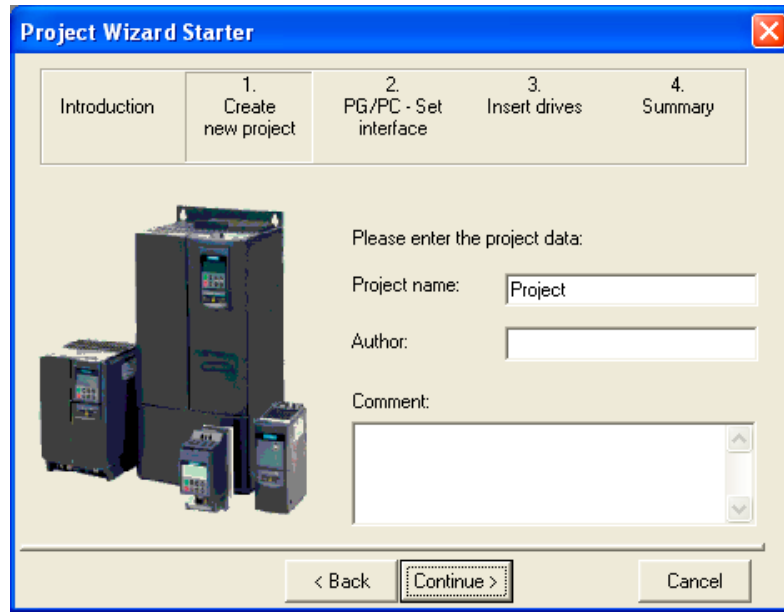 Project Wizard Starter
Introduction
1.
Create
new project
2.
PG/PC - Set
interface
3.
Insert drives
4.
Summary
Please enter the project data:
Project name:
Project
Author:
Comment:
< Back
Continue >
Cancel